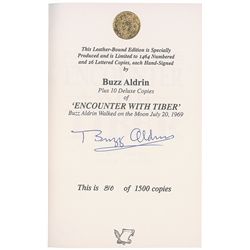 This Leather-Bound Edition is Specially
Produced and is Limited to 1464 Numbered
and 26 Lettered Copies, each Hand-Signed
by
Buzz Aldrin
Plus 10 Deluxe Copies
of
'ENCOUNTER WITH TIBER'
Buzz Aldrin Walked on the Moon July 20, 1969
Buzz Aldrin
This is 810 of 1500 copies